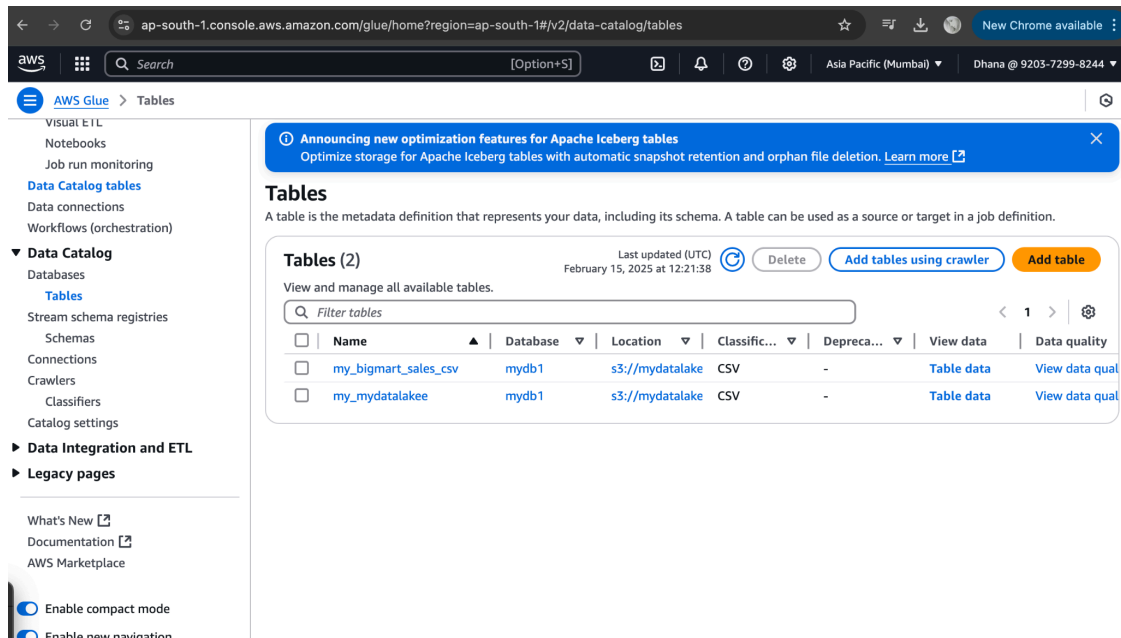 ap-south-1.console.aws.amazon.com/glue/home?region=ap-south-1#/v2/data-catalog/tables
New Chrome available
aws
Search
[Option+S]
Asia Pacific (Mumbai)
Dhana @ 9203-7299-8244
AWS Glue > Tables
Visual ETL
Notebooks
Job run monitoring
Data Catalog tables
Data connections
Workflows (orchestration)
Data Catalog
Databases
Tables
Stream schema registries
Schemas
Connections
Crawlers
Classifiers
Catalog settings
Data Integration and ETL
Legacy pages
What's New
Documentation
AWS Marketplace
Enable compact mode
Enable new navigation
Announcing new optimization features for Apache Iceberg tables
Optimize storage for Apache Iceberg tables with automatic snapshot retention and orphan file deletion. Learn more
Tables
A table is the metadata definition that represents your data, including its schema. A table can be used as a source or target in a job definition.
Tables (2)
Last updated (UTC)
February 15, 2025 at 12:21:38
Delete
Add tables using crawler
Add table
View and manage all available tables.
Filter tables
1
Name Database Location Classific... Depreca... View data Data quality
my_bigmart_sales_csv mydb1 s3://mydatalake CSV - Table data View data qual
my_mydatalakee mydb1 s3://mydatalake CSV - Table data View data qual